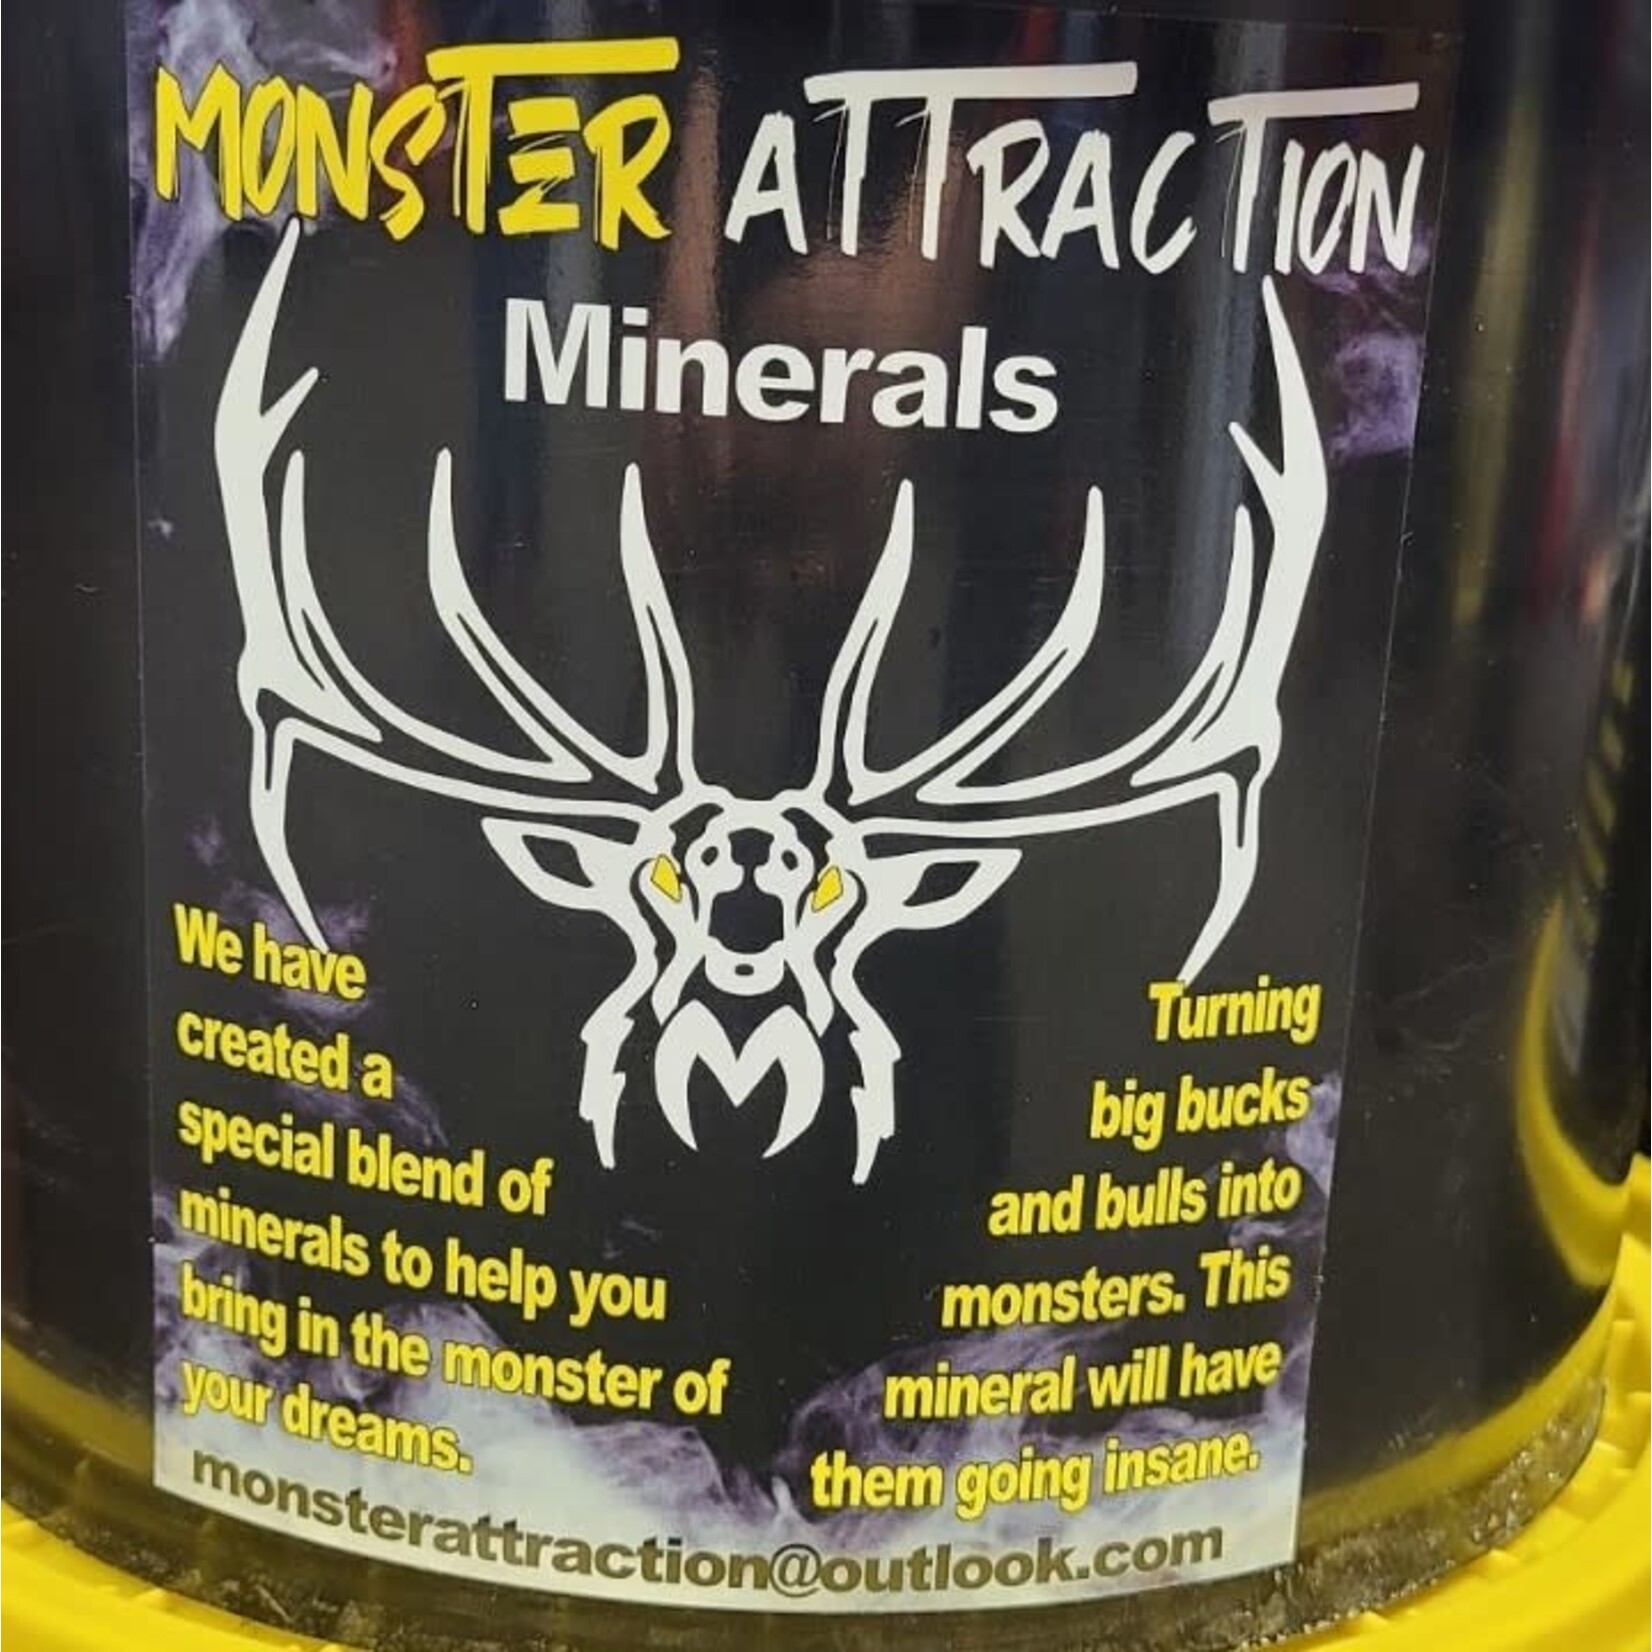 MONSTER ATTRACTION
Minerals
We have
created a
special blend of
minerals to help you
bring in the monster of
your dreams.
Turning
big bucks
and bulls into
monsters. This
mineral will have
them going insane.
monsterattraction@outlook.com